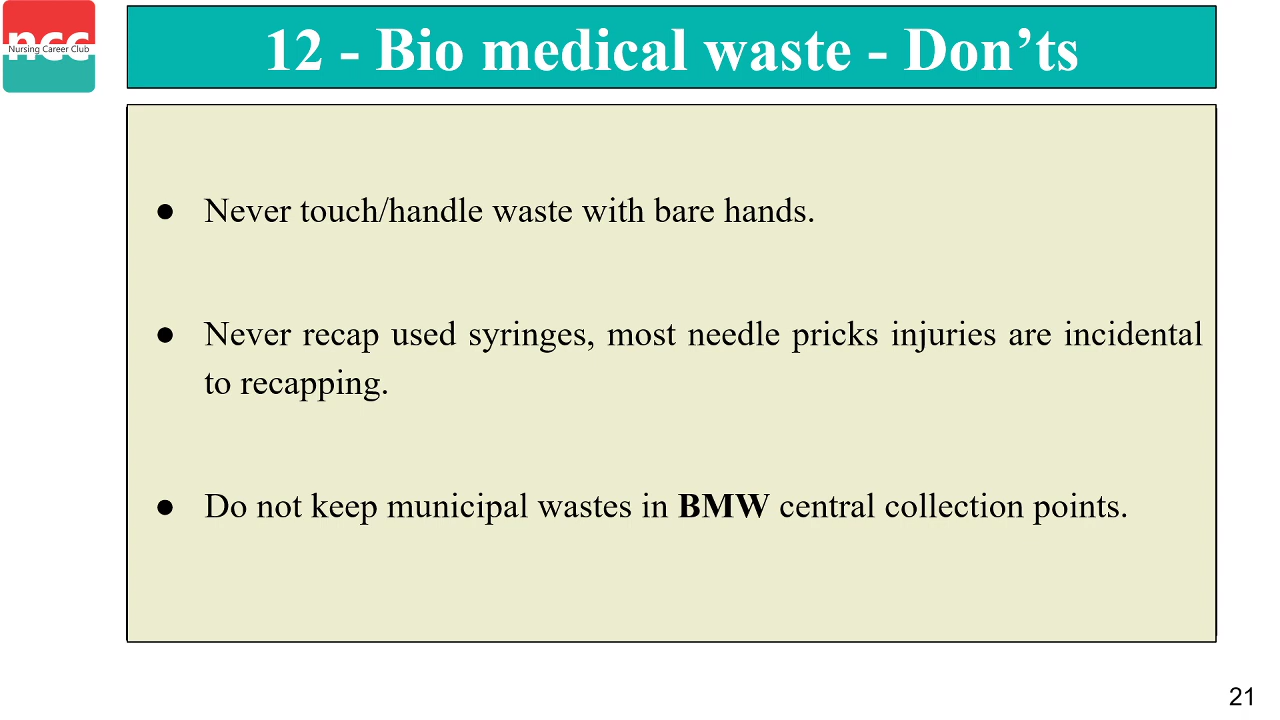 ncc
Nursing Career Club
12 - Bio medical waste - Don’ts
● Never touch/handle waste with bare hands.
● Never recap used syringes, most needle pricks injuries are incidental
to recapping.
● Do not keep municipal wastes in BMW central collection points.
21